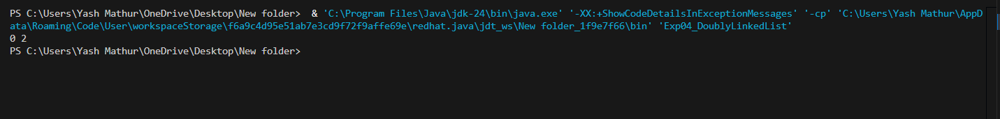 PS C:\Users\Yash Mathur\OneDrive\Desktop\New folder>  & 'C:\Program Files\Java\jdk-24\bin\java.exe' '-XX:+ShowCodeDetailsInExceptionMessages' '-cp' 'C:\Users\Yash Mathur\AppD
ata\Roaming\Code\User\workspaceStorage\f6a9c4d95e51ab7e3cd9f72f9affe69e\redhat.java\jdt_ws\New folder_1f9e7f66\bin' 'Exp04_DoublyLinkedList'
0 2
PS C:\Users\Yash Mathur\OneDrive\Desktop\New folder>